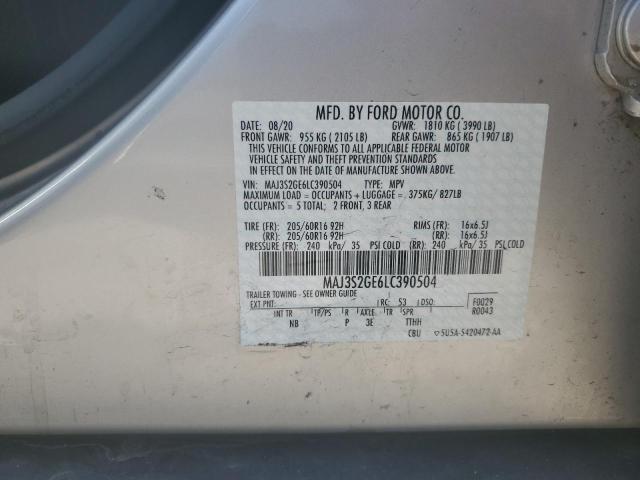 MFD. BY FORD MOTOR CO.
DATE: 08/20 GVWR: 1810 KG ( 3990 LB)
FRONT GAWR: 955 KG ( 2105 LB) REAR GAWR: 865 KG ( 1907 LB)
THIS VEHICLE CONFORMS TO ALL APPLICABLE FEDERAL MOTOR
VEHICLE SAFETY AND THEFT PREVENTION STANDARDS
IN EFFECT ON THE DATE OF MANUFACTURE SHOWN ABOVE.
VIN: MAJ3S2GE6LC390504 TYPE: MPV
MAXIMUM LOAD = OCCUPANTS + LUGGAGE = 375KG/ 827LB
OCCUPANTS = 5 TOTAL; 2 FRONT, 3 REAR
TIRE (FR): 205/60R16 92H RIMS (FR): 16x6.5J
(RR): 205/60R16 92H (RR): 16x6.5J
PRESSURE (FR): 240 kPa/ 35 PSI COLD (RR): 240 kPa/ 35 PSI COLD
MAJ3S2GE6LC390504
TRAILER TOWING - SEE OWNER GUIDE
EXT PNT: RC: 53 DSO: F0029
R0043
INT TR TP/PS R AXLE TR SPR
NB P 3E TTHH
CBU 5U5A-5420472-AA